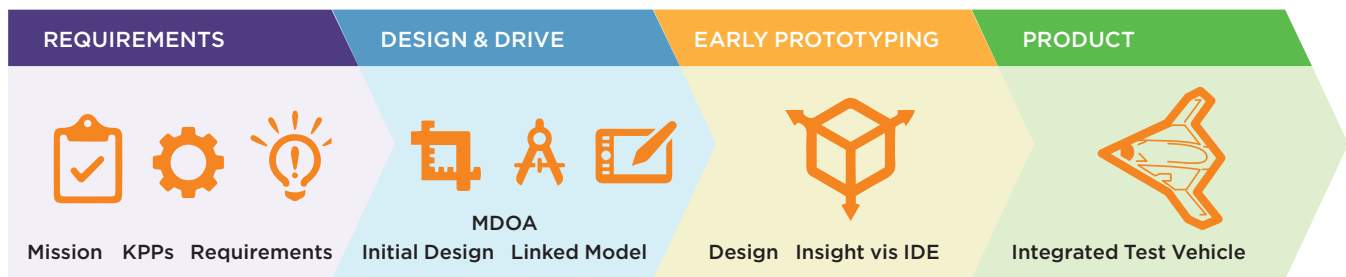 REQUIREMENTS
Mission KPPs Requirements
DESIGN & DRIVE
MDOA
Initial Design Linked Model
EARLY PROTOTYPING
Design Insight vis IDE
PRODUCT
Integrated Test Vehicle